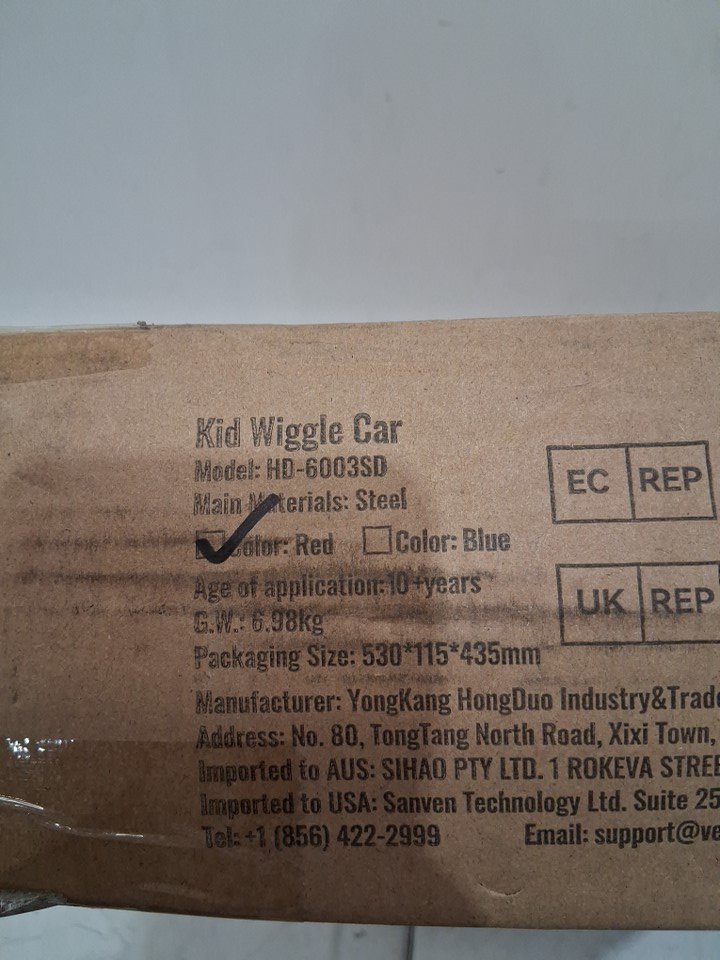 Kid Wiggle Car
Model: HD-6003SD
Main Materials: Steel
Color: Red Color: Blue
Age of application:10+years
G.W.: 6.98kg
Packaging Size: 530*115*435mm
EC REP
UK REP
Manufacturer: YongKang HongDuo Industry&Trade
Address: No. 80, TongTang North Road, Xixi Town,
Imported to AUS: SIHAO PTY LTD. 1 ROKEVA STREE
Imported to USA: Sanven Technology Ltd. Suite 25
Tel: +1 (856) 422-2999 Email: support@ve